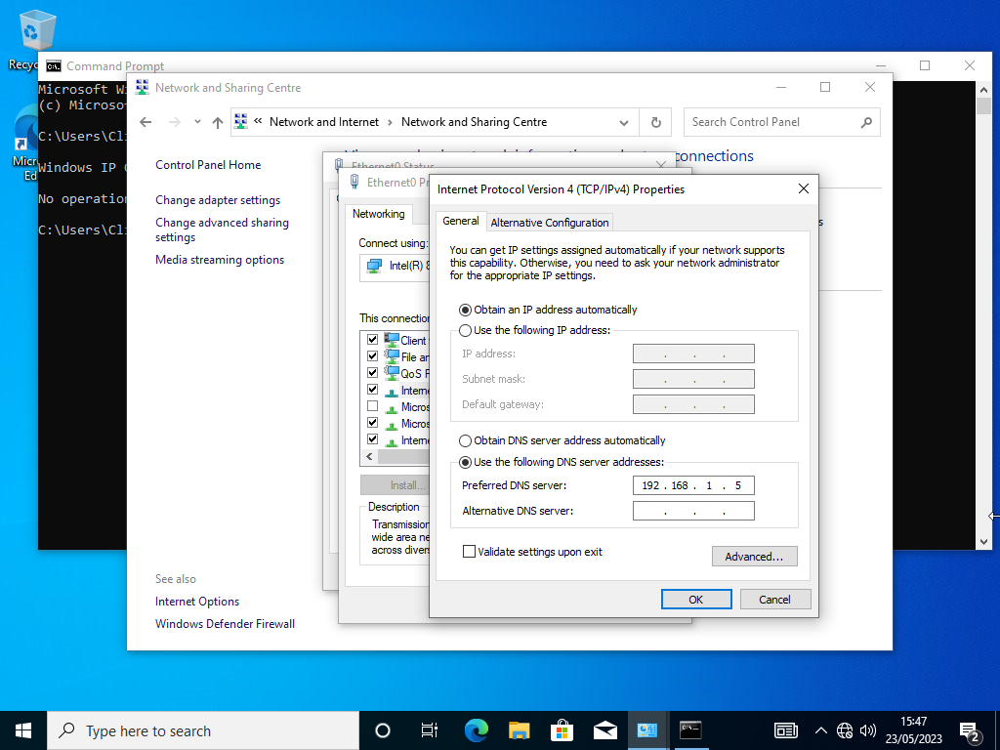 Command Prompt
Network and Sharing Centre
Network and Internet
Network and Sharing Centre
Search Control Panel
Control Panel Home
Change adapter settings
Change advanced sharing
settings
Media streaming options
See also
Internet Options
Windows Defender Firewall
connections
Ethernet0 Status
Ethernet0 Pr
Networking
Connect using:
Intel(R) 8
This connection
Client
File an
QoS P
Interne
Micros
Micros
Interne
Install...
Description
Transmission
wide area ne
across divers
Internet Protocol Version 4 (TCP/IPv4) Properties
General
Alternative Configuration
You can get IP settings assigned automatically if your network supports
this capability. Otherwise, you need to ask your network administrator
for the appropriate IP settings.
Obtain an IP address automatically
Use the following IP address:
IP address:
Subnet mask:
Default gateway:
Obtain DNS server address automatically
Use the following DNS server addresses:
Preferred DNS server:
192 . 168 . 1 . 5
Alternative DNS server:
Validate settings upon exit
Advanced...
OK
Cancel
Microsoft Wi
(c) Microsof
C:\Users\Cli
Windows IP C
No operation
C:\Users\Cli
Type here to search
15:47
23/05/2023
2